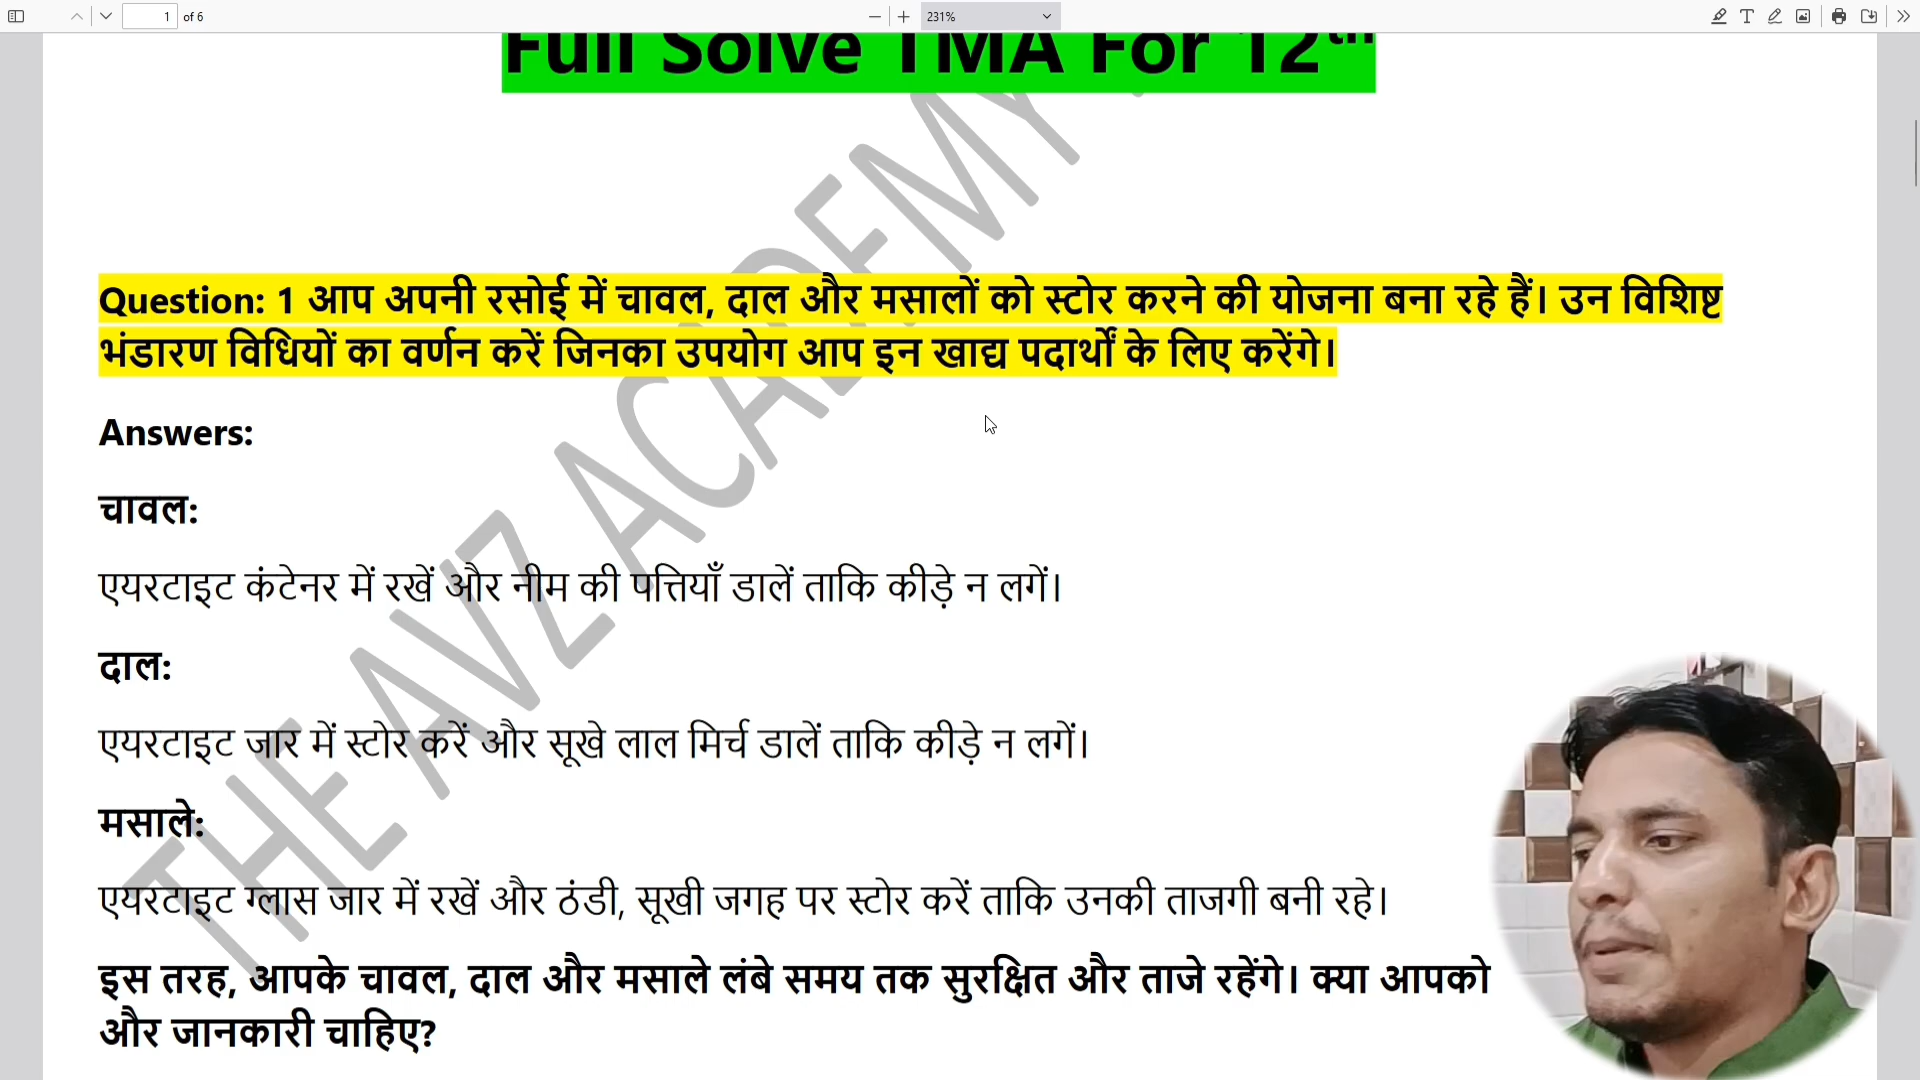 1 of 6 231%
Full Solve TMA For 12th
Question: 1 आप अपनी रसोई में चावल, दाल और मसालों को स्टोर करने की योजना बना रहे हैं। उन विशिष्ट
भंडारण विधियों का वर्णन करें जिनका उपयोग आप इन खाद्य पदार्थों के लिए करेंगे।
Answers:
चावल:
एयरटाइट कंटेनर में रखें और नीम की पत्तियाँ डालें ताकि कीड़े न लगें।
दाल:
एयरटाइट जार में स्टोर करें और सूखे लाल मिर्च डालें ताकि कीड़े न लगें।
मसाले:
एयरटाइट ग्लास जार में रखें और ठंडी, सूखी जगह पर स्टोर करें ताकि उनकी ताजगी बनी रहे।
इस तरह, आपके चावल, दाल और मसाले लंबे समय तक सुरक्षित और ताजे रहेंगे। क्या आपको
और जानकारी चाहिए?
THE AVZ ACADEMY